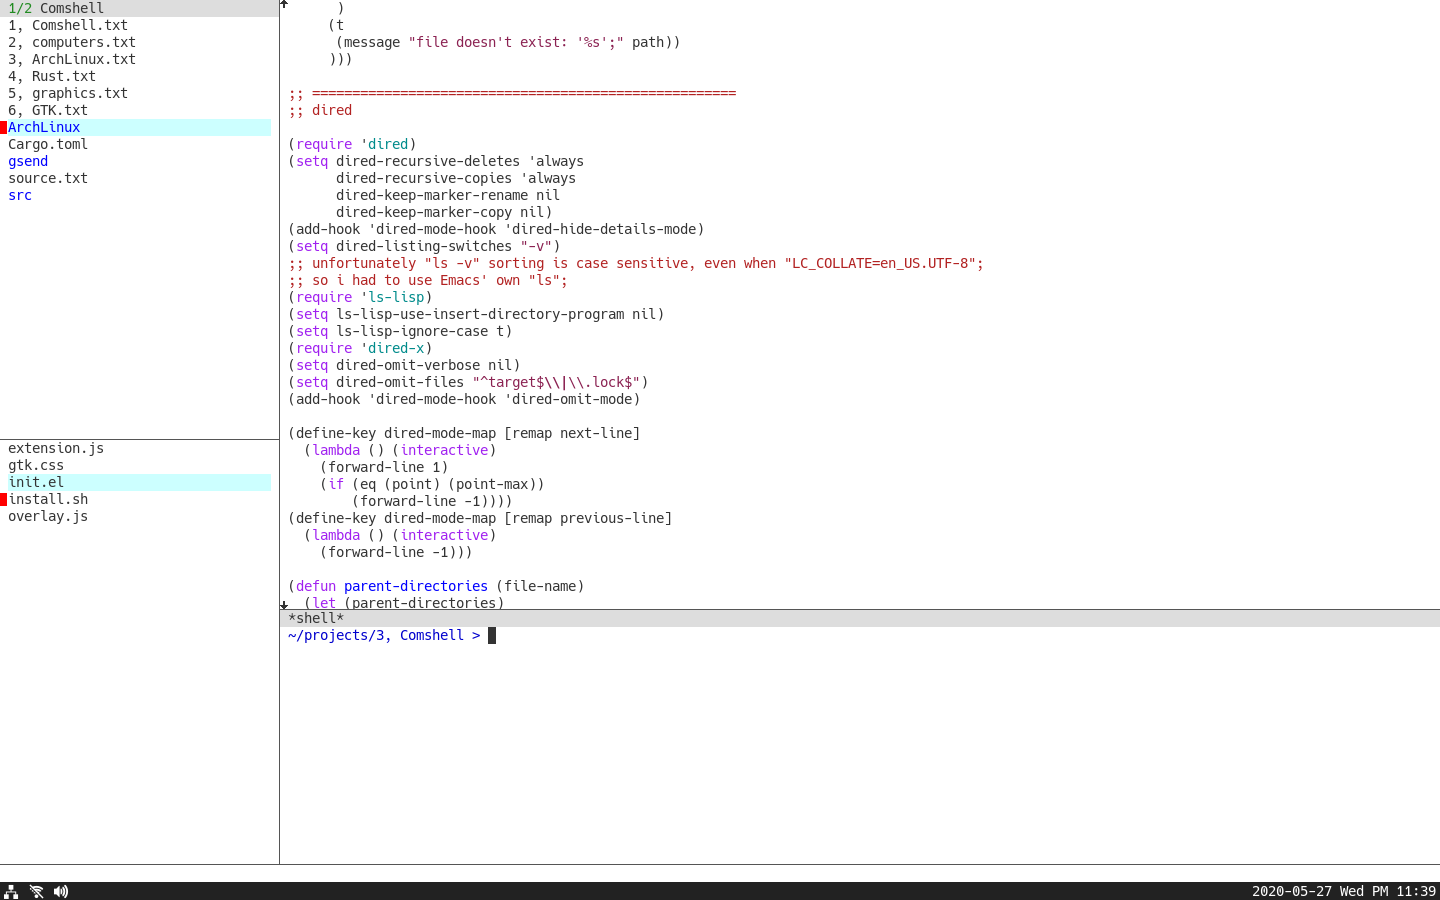 1/2 Comshell
1, Comshell.txt
2, computers.txt
3, ArchLinux.txt
4, Rust.txt
5, graphics.txt
6, GTK.txt
ArchLinux
Cargo.toml
gsend
source.txt
src
extension.js
gtk.css
init.el
install.sh
overlay.js
)
(t
(message "file doesn't exist: '%s';" path))
)))
;; =====================================================
;; dired
(require 'dired)
(setq dired-recursive-deletes 'always
dired-recursive-copies 'always
dired-keep-marker-rename nil
dired-keep-marker-copy nil)
(add-hook 'dired-mode-hook 'dired-hide-details-mode)
(setq dired-listing-switches "-v")
;; unfortunately "ls -v" sorting is case sensitive, even when "LC_COLLATE=en_US.UTF-8";
;; so i had to use Emacs' own "ls";
(require 'ls-lisp)
(setq ls-lisp-use-insert-directory-program nil)
(setq ls-lisp-ignore-case t)
(require 'dired-x)
(setq dired-omit-verbose nil)
(setq dired-omit-files "^target$\\|\\.lock$")
(add-hook 'dired-mode-hook 'dired-omit-mode)
(define-key dired-mode-map [remap next-line]
(lambda () (interactive)
(forward-line 1)
(if (eq (point) (point-max))
(forward-line -1))))
(define-key dired-mode-map [remap previous-line]
(lambda () (interactive)
(forward-line -1)))
(defun parent-directories (file-name)
(let (parent-directories)
*shell*
~/projects/3, Comshell >
2020-05-27 Wed PM 11:39